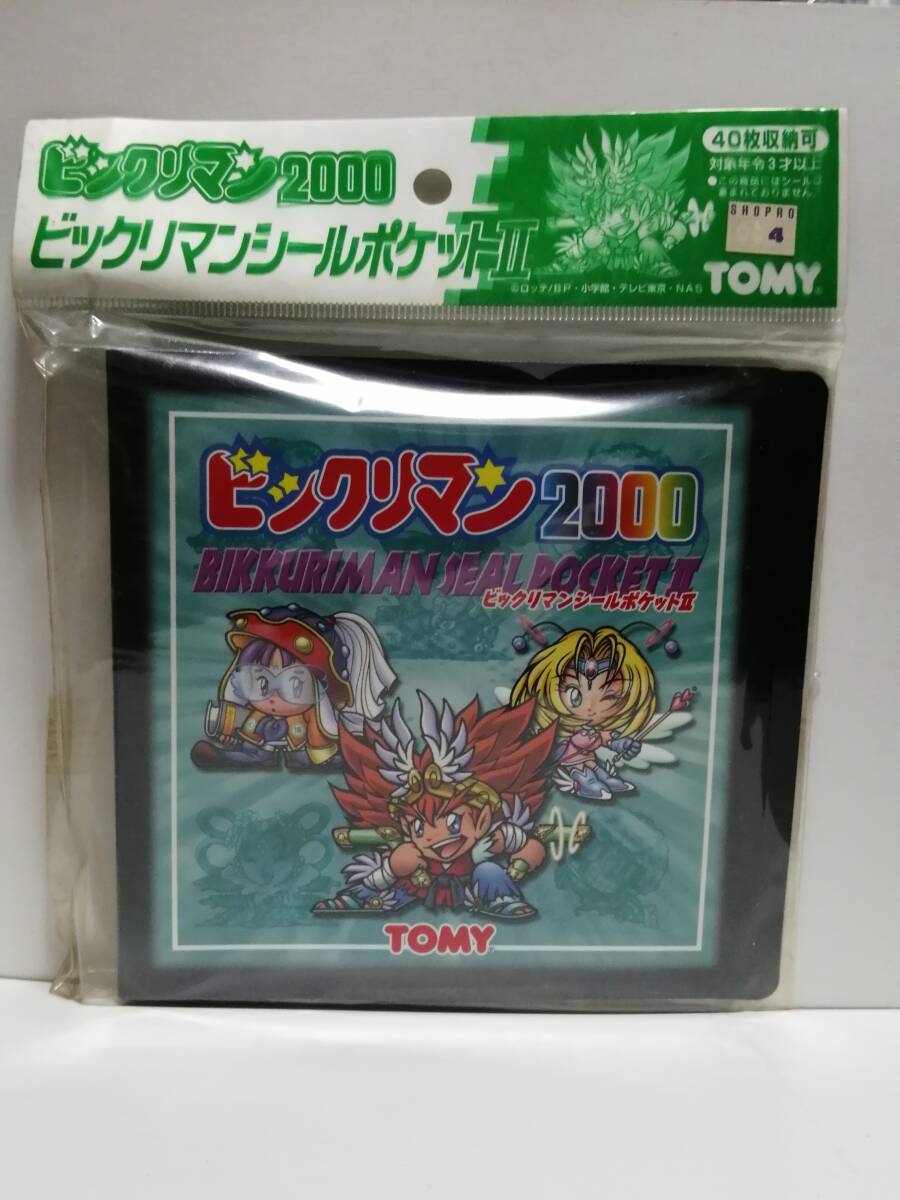 ビックリマン2000
ビックリマンシールポケットII
40枚収納可
対象年令3才以上
●この商品にはシールは
含まれておりません。
SHOPRO
4
©ロッテ/BP・小学館・テレビ東京・NAS
TOMY
ビックリマン2000
BIKKURIMAN SEAL POCKET II
ビックリマンシールポケットII
TOMY